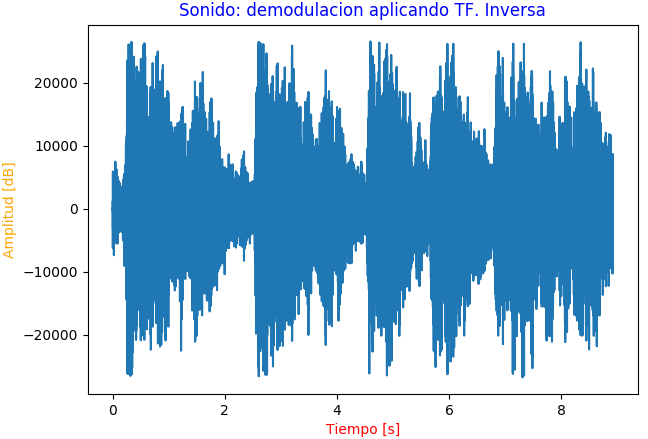 Sonido: demodulacion aplicando TF. Inversa
Amplitud [dB]
20000
10000
0
−10000
−20000
0 2 4 6 8
Tiempo [s]